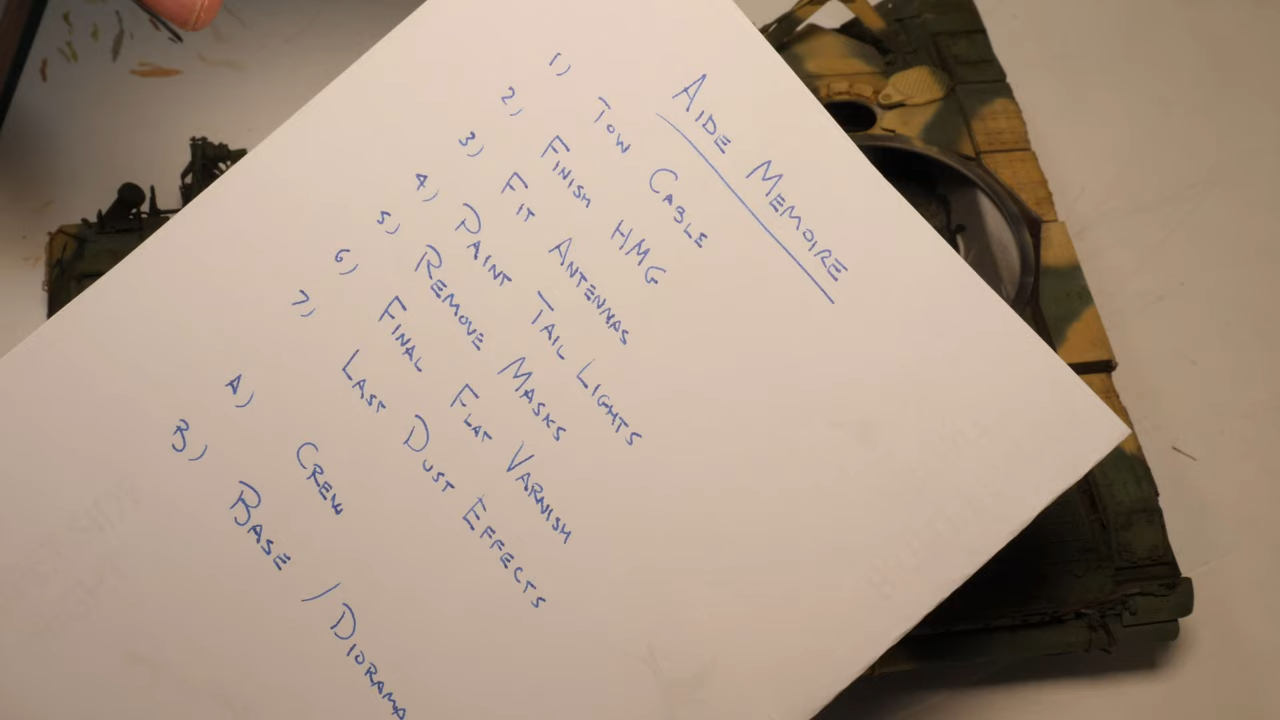 AIDE MEMOIRE
1) TOW CABLE
2) FINISH HMG
3) FIT ANTENNAS
4) PAINT TAIL LIGHTS
5) REMOVE MASKS
6) FINAL FLAT VARNISH
7) LAST DUST EFFECTS
A) CREW
B) BASE / DIORAMA